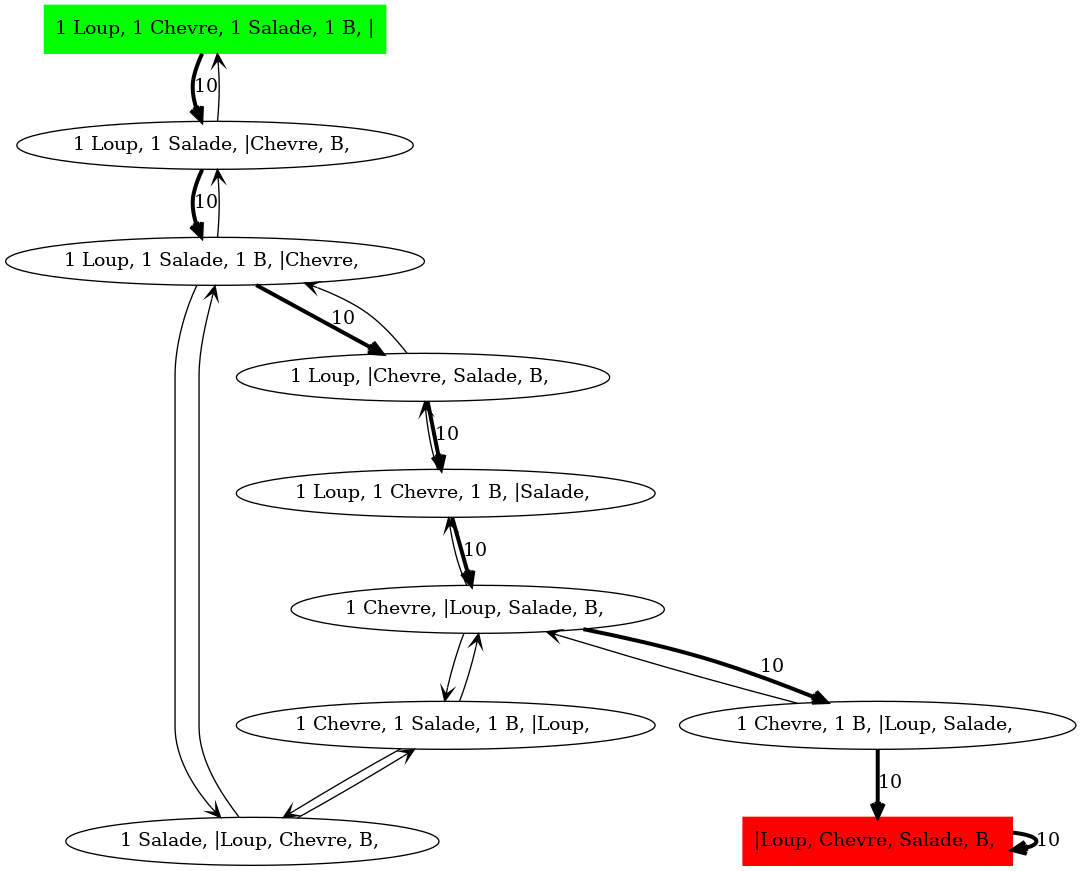 1 Loup, 1 Chevre, 1 Salade, 1 B, |
10
1 Loup, 1 Salade, |Chevre, B,
10
1 Loup, 1 Salade, 1 B, |Chevre,
10
1 Loup, |Chevre, Salade, B,
10
1 Loup, 1 Chevre, 1 B, |Salade,
10
1 Chevre, |Loup, Salade, B,
10
1 Chevre, 1 Salade, 1 B, |Loup,
1 Chevre, 1 B, |Loup, Salade,
10
1 Salade, |Loup, Chevre, B,
|Loup, Chevre, Salade, B,
10